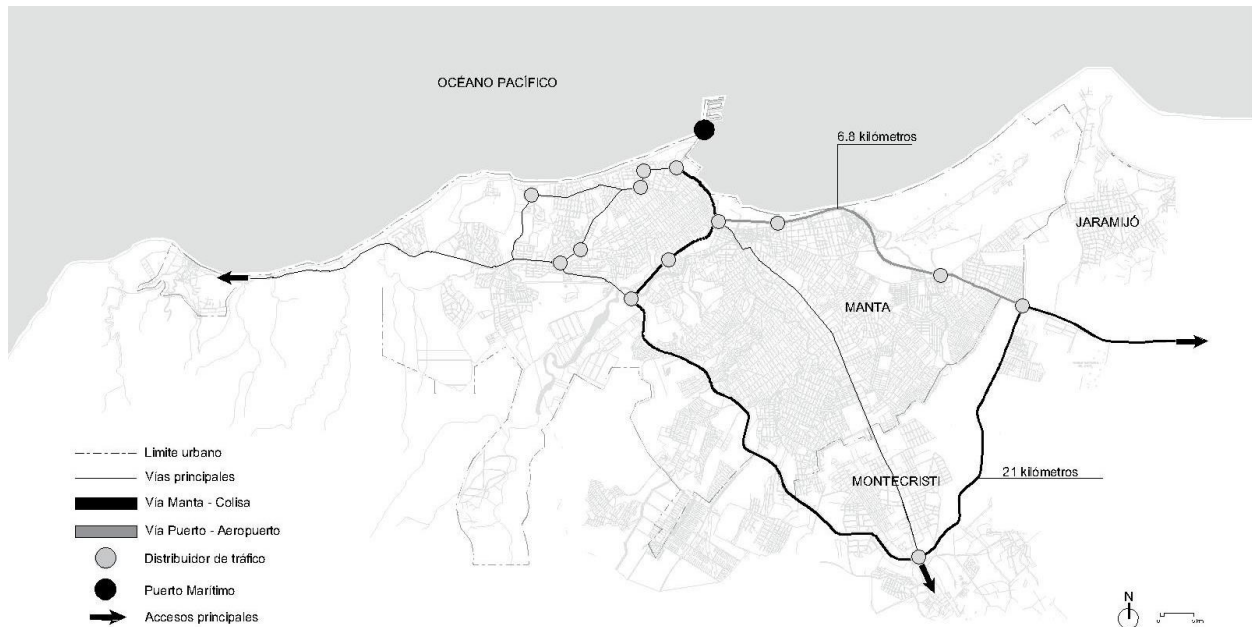 OCÉANO PACÍFICO
6.8 kilómetros
JARAMIJÓ
MANTA
MONTECRISTI
21 kilómetros
Limite urbano
Vías principales
Vía Manta - Colisa
Vía Puerto - Aeropuerto
Distribuidor de tráfico
Puerto Marítimo
Accesos principales
N